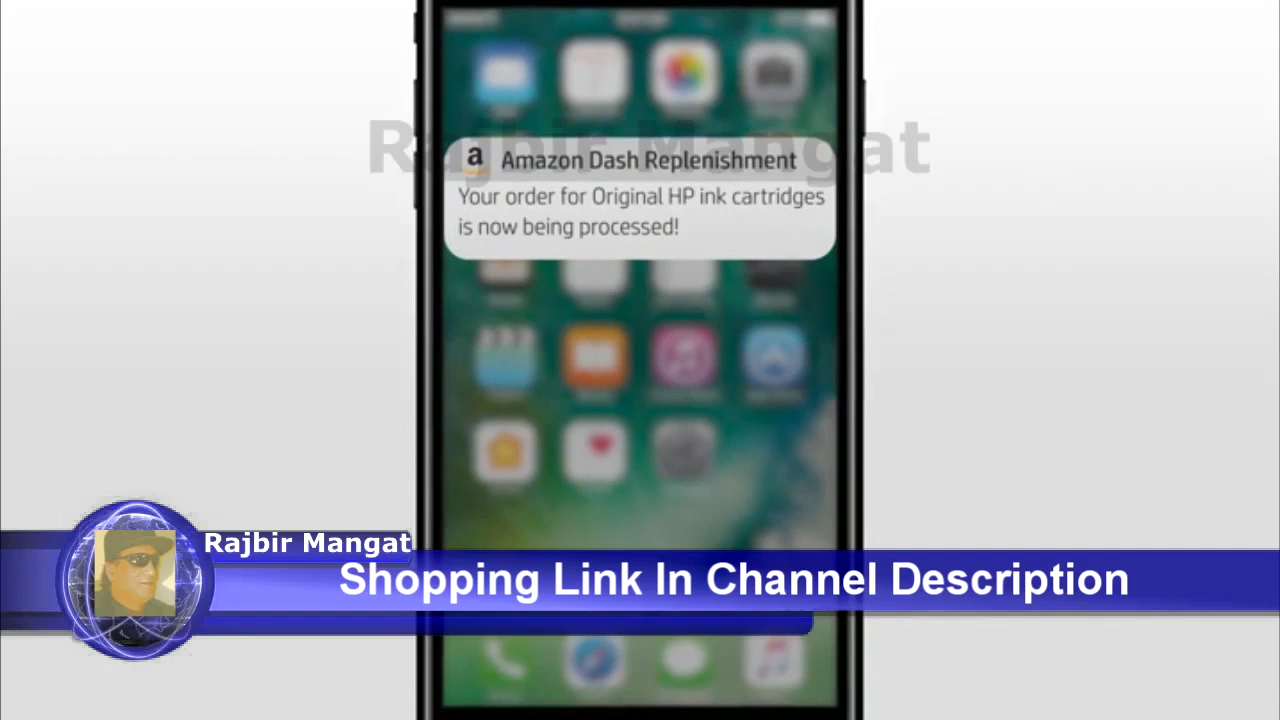 Rajbir Mangat
a Amazon Dash Replenishment
Your order for Original HP ink cartridges
is now being processed!
Rajbir Mangat
Shopping Link In Channel Description